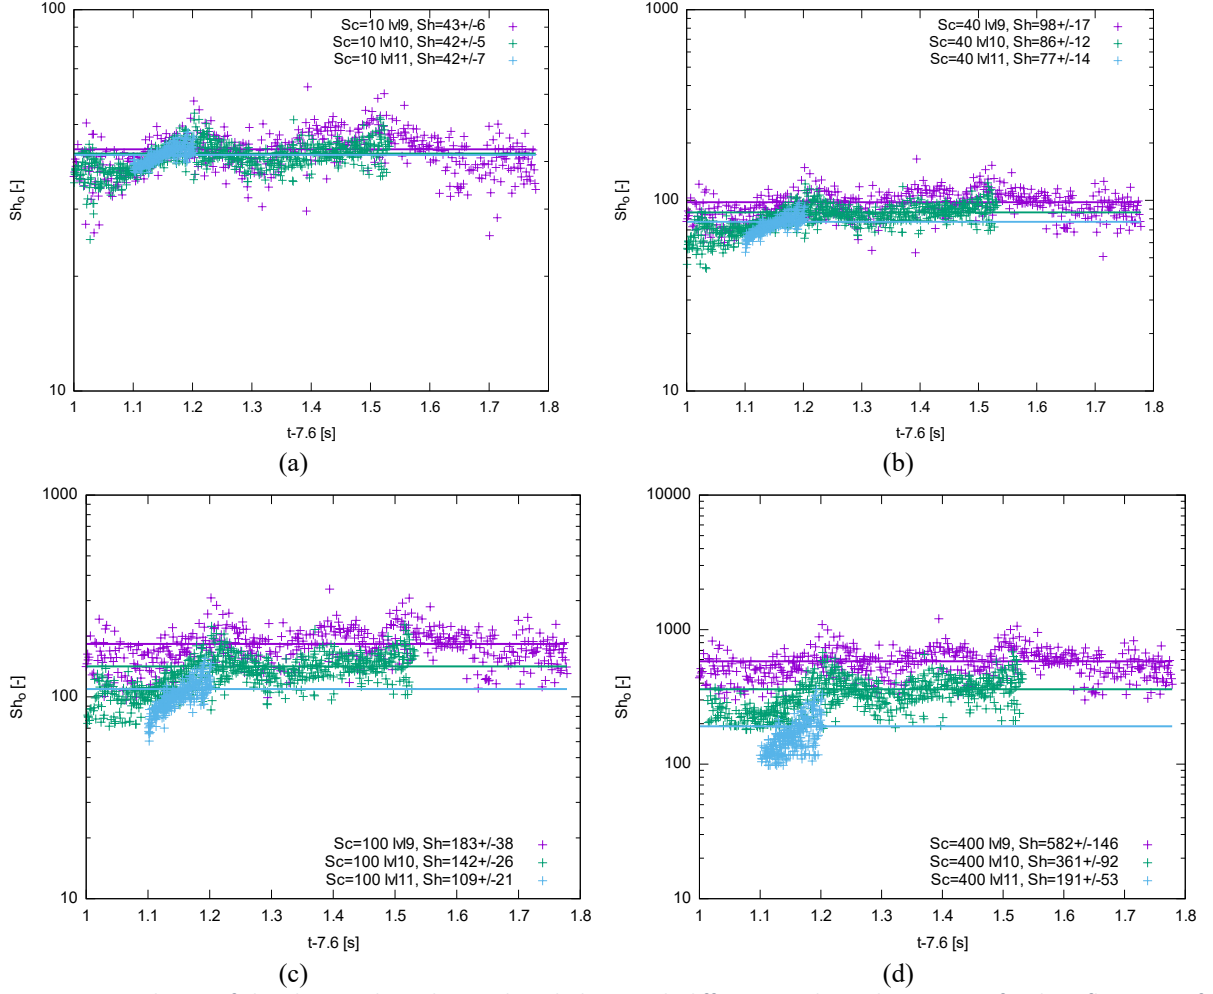 100
10
1 1.1 1.2 1.3 1.4 1.5 1.6 1.7 1.8
Sh₀ [-]
t-7.6 [s]
Sc=10 lvl9, Sh=43+/-6
Sc=10 lvl10, Sh=42+/-5
Sc=10 lvl11, Sh=42+/-7
(a)
1000
100
10
1 1.1 1.2 1.3 1.4 1.5 1.6 1.7 1.8
Sh₀ [-]
t-7.6 [s]
Sc=40 lvl9, Sh=98+/-17
Sc=40 lvl10, Sh=86+/-12
Sc=40 lvl11, Sh=77+/-14
(b)
1000
100
10
1 1.1 1.2 1.3 1.4 1.5 1.6 1.7 1.8
Sh₀ [-]
t-7.6 [s]
Sc=100 lvl9, Sh=183+/-38
Sc=100 lvl10, Sh=142+/-26
Sc=100 lvl11, Sh=109+/-21
(c)
10000
1000
100
10
1 1.1 1.2 1.3 1.4 1.5 1.6 1.7 1.8
Sh₀ [-]
t-7.6 [s]
Sc=400 lvl9, Sh=582+/-146
Sc=400 lvl10, Sh=361+/-92
Sc=400 lvl11, Sh=191+/-53
(d)